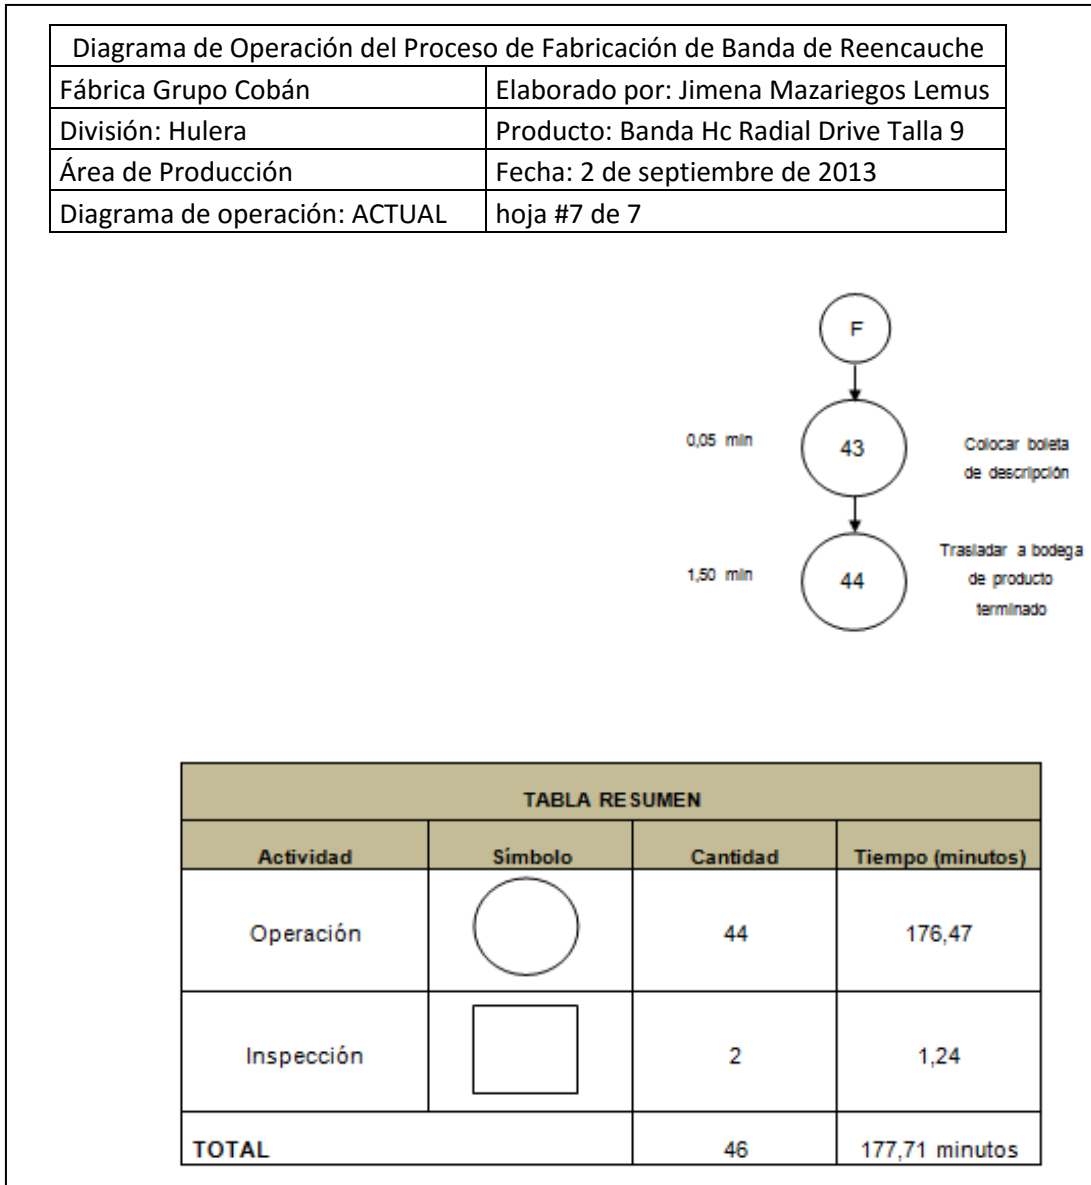 Diagrama de Operación del Proceso de Fabricación de Banda de Reencauche
Fábrica Grupo Cobán Elaborado por: Jimena Mazariegos Lemus
División: Hulera Producto: Banda Hc Radial Drive Talla 9
Área de Producción Fecha: 2 de septiembre de 2013
Diagrama de operación: ACTUAL hoja #7 de 7
F
0,05 min
43
Colocar boleta
de descripción
1,50 min
44
Trasladar a bodega
de producto
terminado
TABLA RESUMEN
Actividad Símbolo Cantidad Tiempo (minutos)
Operación 44 176,47
Inspección 2 1,24
TOTAL 46 177,71 minutos